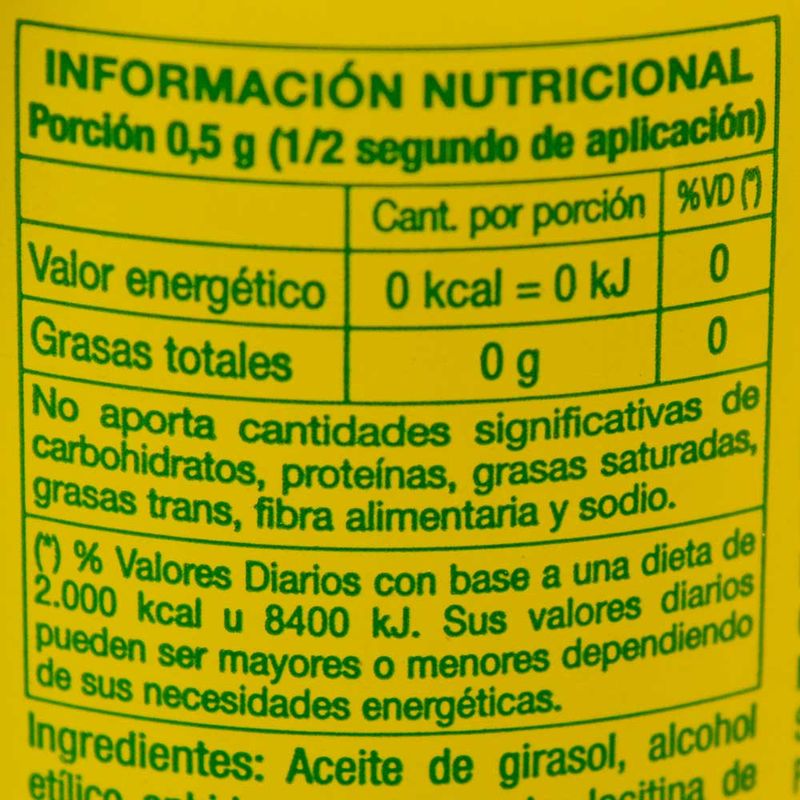 INFORMACIÓN NUTRICIONAL
Porción 0,5 g (1/2 segundo de aplicación)
Cant. por porción %VD (*)
Valor energético 0 kcal = 0 kJ 0
Grasas totales 0 g 0
No aporta cantidades significativas de
carbohidratos, proteínas, grasas saturadas,
grasas trans, fibra alimentaria y sodio.
(*) % Valores Diarios con base a una dieta de
2.000 kcal u 8400 kJ. Sus valores diarios
pueden ser mayores o menores dependiendo
de sus necesidades energéticas.
Ingredientes: Aceite de girasol, alcohol
etílico lecitina de